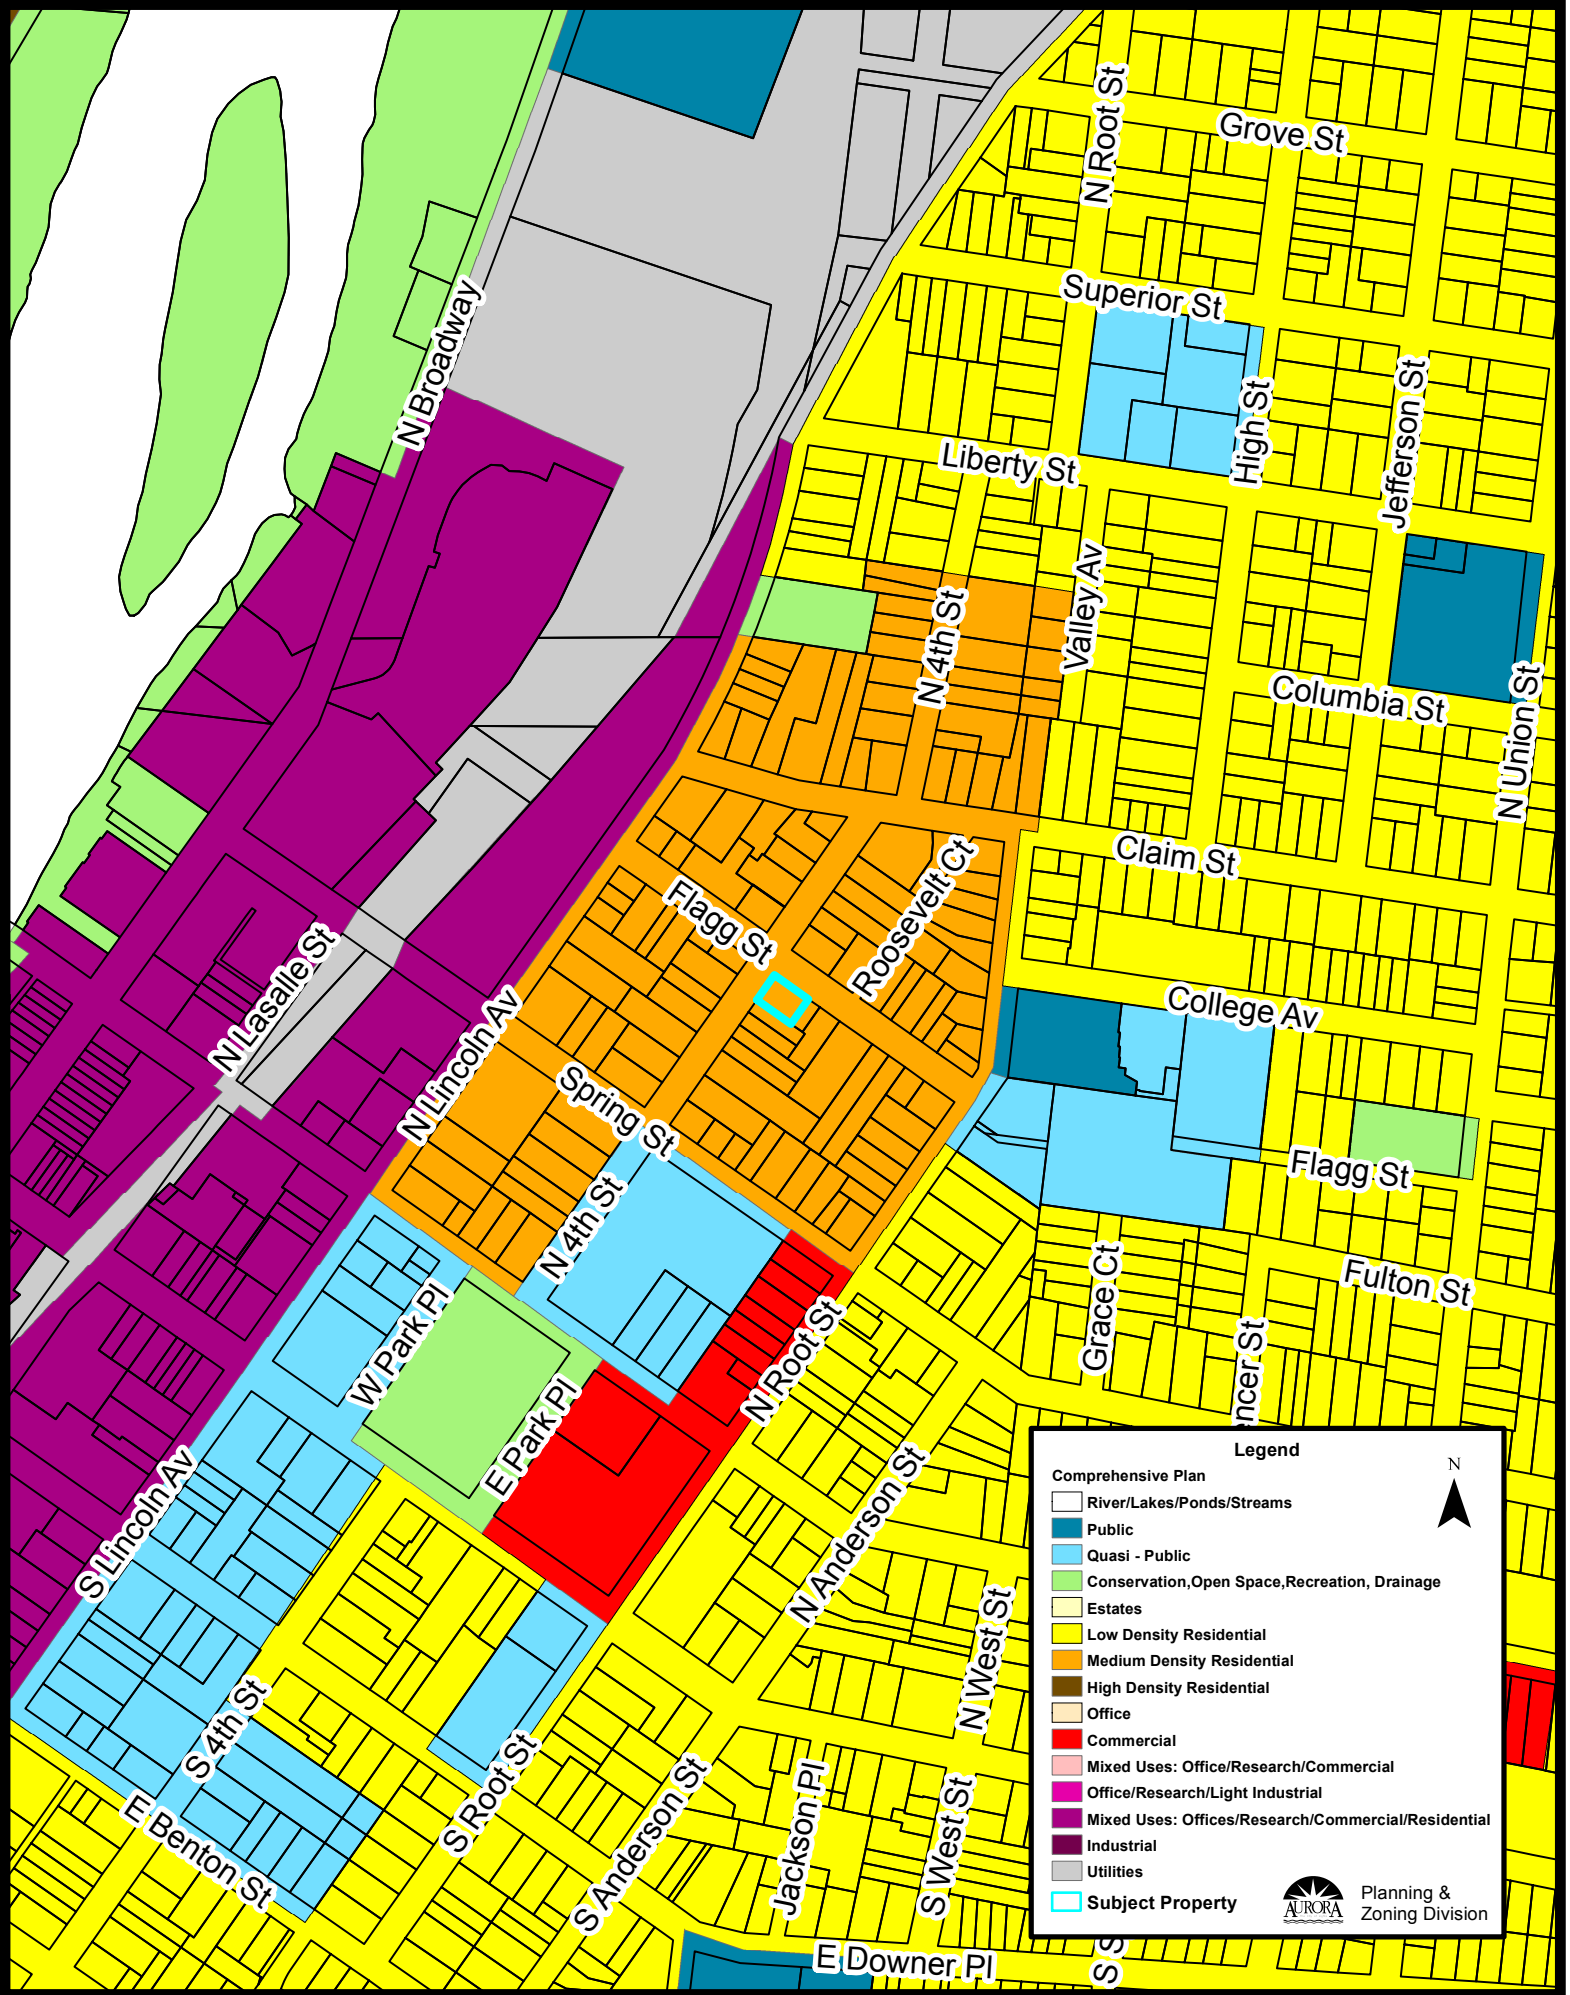 N Root St
Grove St
Superior St
N Broadway
High St
Jefferson St
Liberty St
Valley Av
N 4th St
Columbia St
N Union St
Claim St
Roosevelt Ct
Flagg St
N Lasalle St
College Av
N Lincoln Av
Spring St
Flagg St
N 4th St
Grace Ct
Fulton St
W Park Pl
N Root St
encer St
E Park Pl
S Lincoln Av
N Anderson St
N West St
S 4th St
S Root St
E Benton St
S Anderson St
Jackson Pl
S West St
E Downer Pl
S S
Legend
N
Comprehensive Plan
River/Lakes/Ponds/Streams
Public
Quasi - Public
Conservation,Open Space,Recreation, Drainage
Estates
Low Density Residential
Medium Density Residential
High Density Residential
Office
Commercial
Mixed Uses: Office/Research/Commercial
Office/Research/Light Industrial
Mixed Uses: Offices/Research/Commercial/Residential
Industrial
Utilities
Subject Property
AURORA
Planning &
Zoning Division